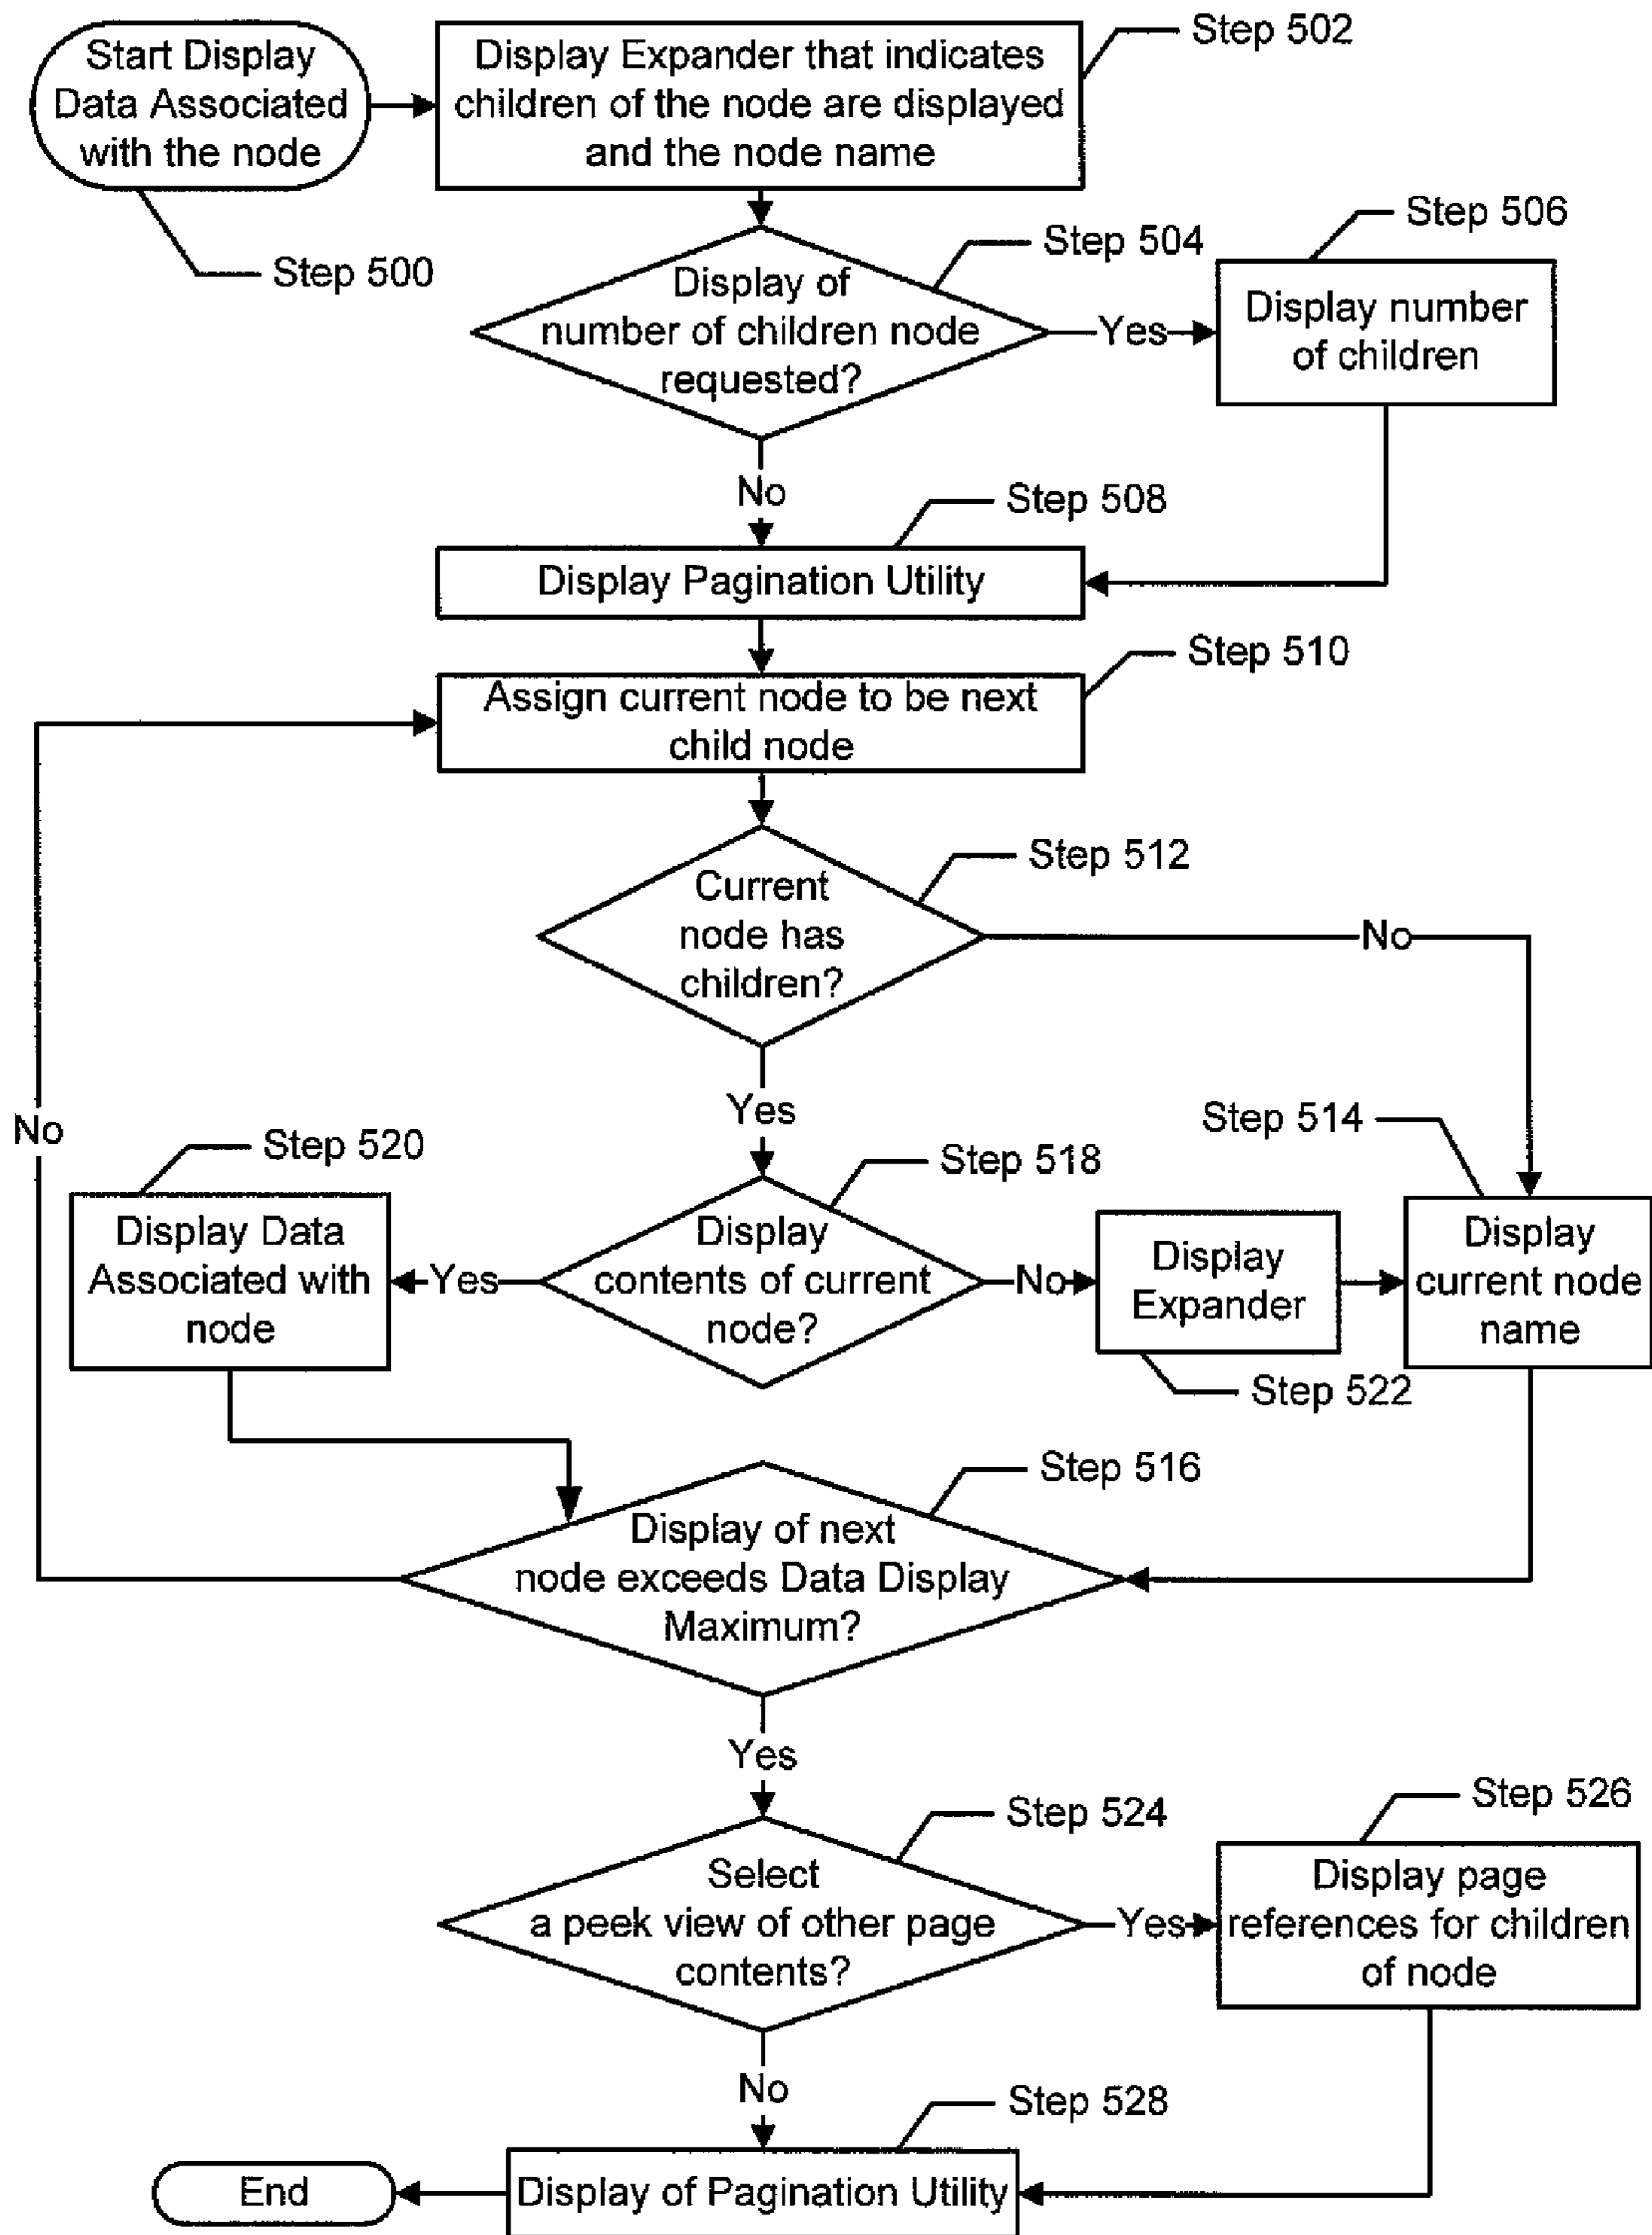 Start Display
Data Associated
with the node
Step 500
Display Expander that indicates
children of the node are displayed
and the node name
Step 502
Display of
number of children node
requested?
Step 504
Yes
Step 506
Display number
of children
No
Step 508
Display Pagination Utility
Step 510
Assign current node to be next
child node
Step 512
Current
node has
children?
No
Yes
No
Step 520
Display Data
Associated with
node
Yes
Step 518
Display
contents of current
node?
No
Display
Expander
Step 522
Step 514
Display
current node
name
Step 516
Display of next
node exceeds Data Display
Maximum?
Yes
Step 524
Select
a peek view of other page
contents?
Yes
Step 526
Display page
references for children
of node
No
Step 528
Display of Pagination Utility
End